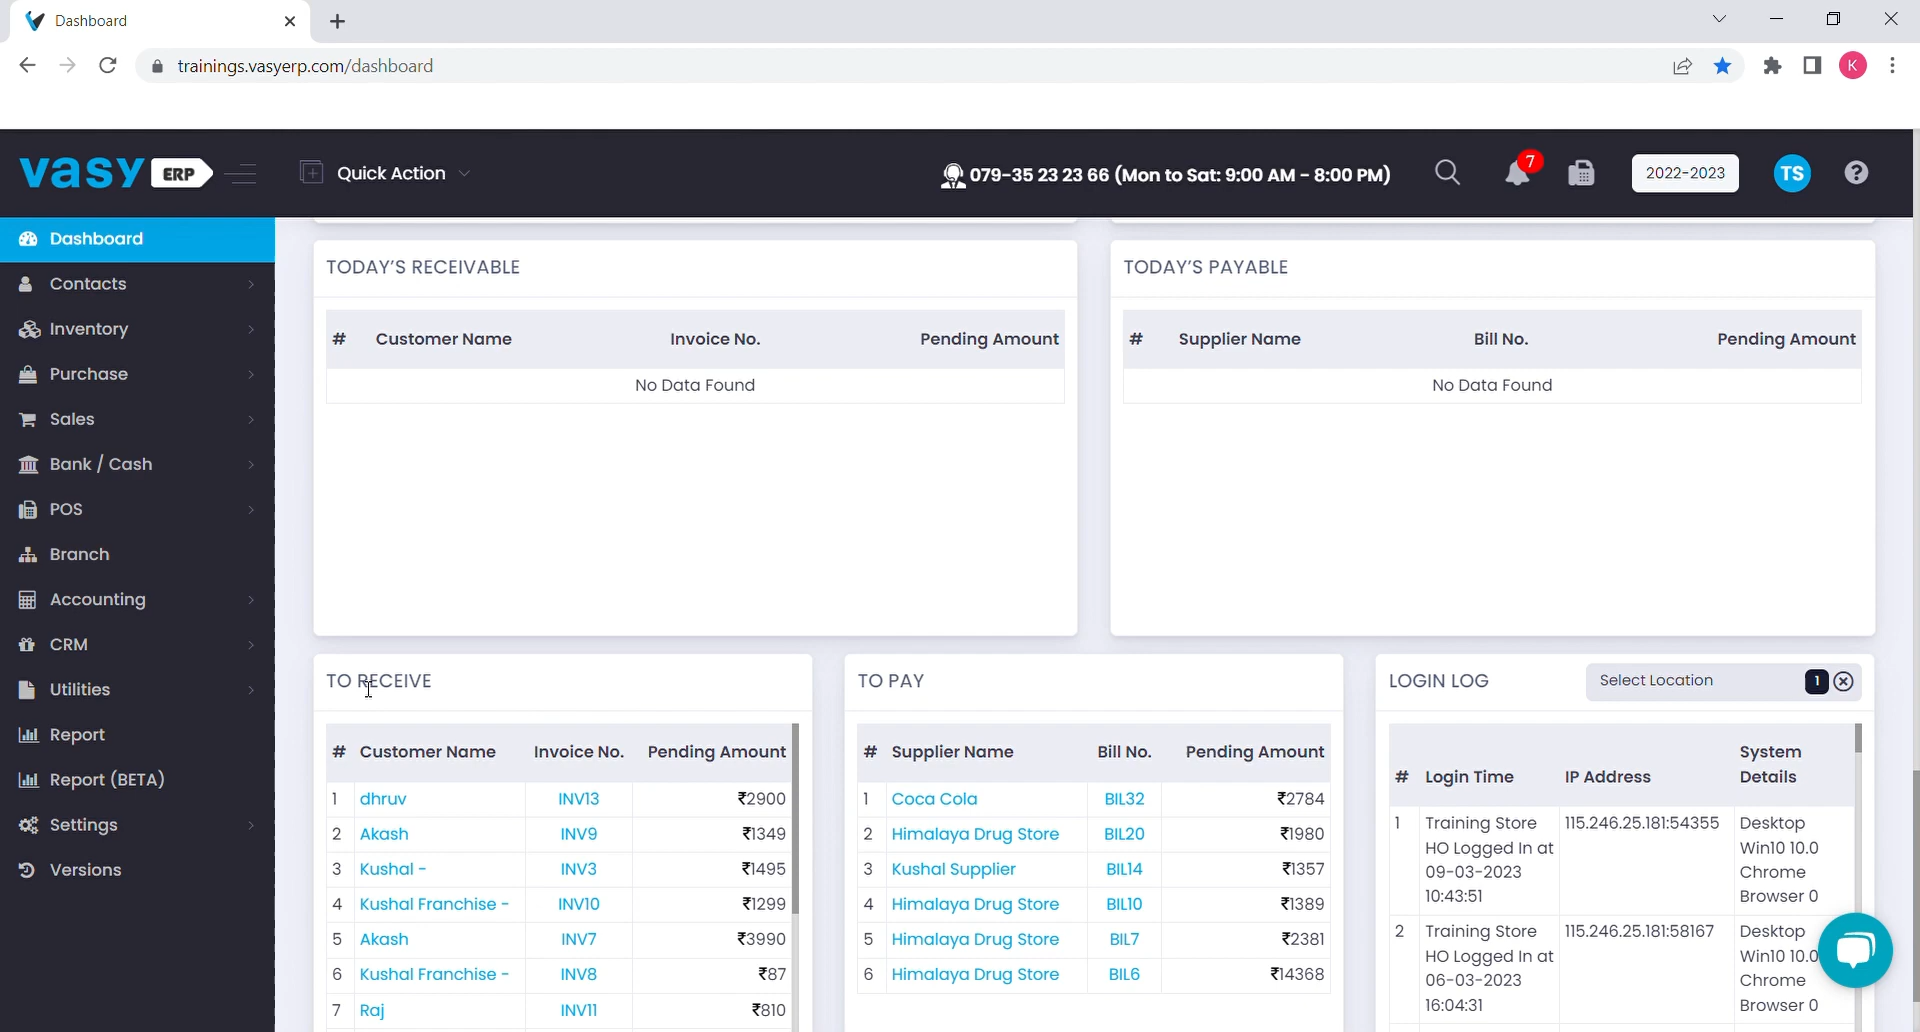 Dashboard
trainings.vasyerp.com/dashboard
K
vasy ERP
Quick Action
079-35 23 23 66 (Mon to Sat: 9:00 AM - 8:00 PM)
7
2022-2023
TS
?
Dashboard
Contacts
Inventory
Purchase
Sales
Bank / Cash
POS
Branch
Accounting
CRM
Utilities
Report
Report (BETA)
Settings
Versions
TODAY'S RECEIVABLE
# Customer Name Invoice No. Pending Amount
No Data Found
TODAY'S PAYABLE
# Supplier Name Bill No. Pending Amount
No Data Found
TO RECEIVE
# Customer Name Invoice No. Pending Amount
1 dhruv INV13 ₹2900
2 Akash INV9 ₹1349
3 Kushal - INV3 ₹1495
4 Kushal Franchise - INV10 ₹1299
5 Akash INV7 ₹3990
6 Kushal Franchise - INV8 ₹87
7 Raj INV11 ₹810
TO PAY
# Supplier Name Bill No. Pending Amount
1 Coca Cola BIL32 ₹2784
2 Himalaya Drug Store BIL20 ₹1980
3 Kushal Supplier BIL14 ₹1357
4 Himalaya Drug Store BIL10 ₹1389
5 Himalaya Drug Store BIL7 ₹2381
6 Himalaya Drug Store BIL6 ₹14368
LOGIN LOG
Select Location 1
System
# Login Time IP Address Details
1 Training Store 115.246.25.181:54355 Desktop
HO Logged In at Win10 10.0
09-03-2023 Chrome
10:43:51 Browser 0
2 Training Store 115.246.25.181:58167 Desktop
HO Logged In at Win10 10.0
06-03-2023 Chrome
16:04:31 Browser 0